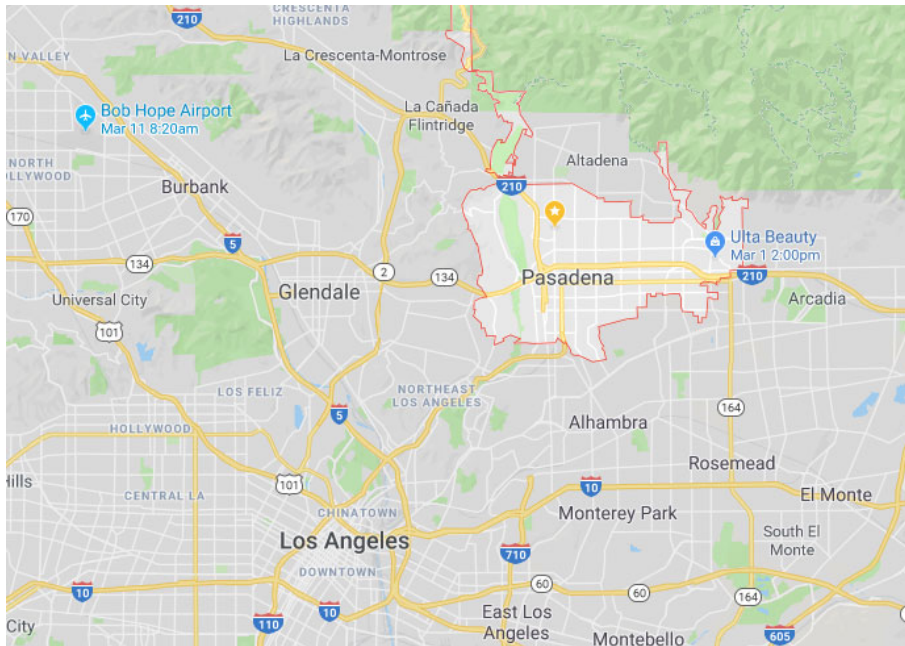 CRESCENTA
HIGHLANDS
210
La Crescenta-Montrose
N VALLEY
Bob Hope Airport
Mar 11 8:20am
La Cañada
Flintridge
Altadena
NORTH
OLLYWOOD
Burbank
210
170
5
Ulta Beauty
Mar 1 2:00pm
134
2
134
Pasadena
210
Universal City
Glendale
Arcadia
101
LOS FELIZ
NORTHEAST
LOS ANGELES
5
164
HOLLYWOOD
Alhambra
Rosemead
Hills
101
10
CENTRAL LA
El Monte
CHINATOWN
Monterey Park
Los Angeles
710
South El
Monte
DOWNTOWN
60
60
10
164
10
110
East Los
Angeles
City
Montebello
605